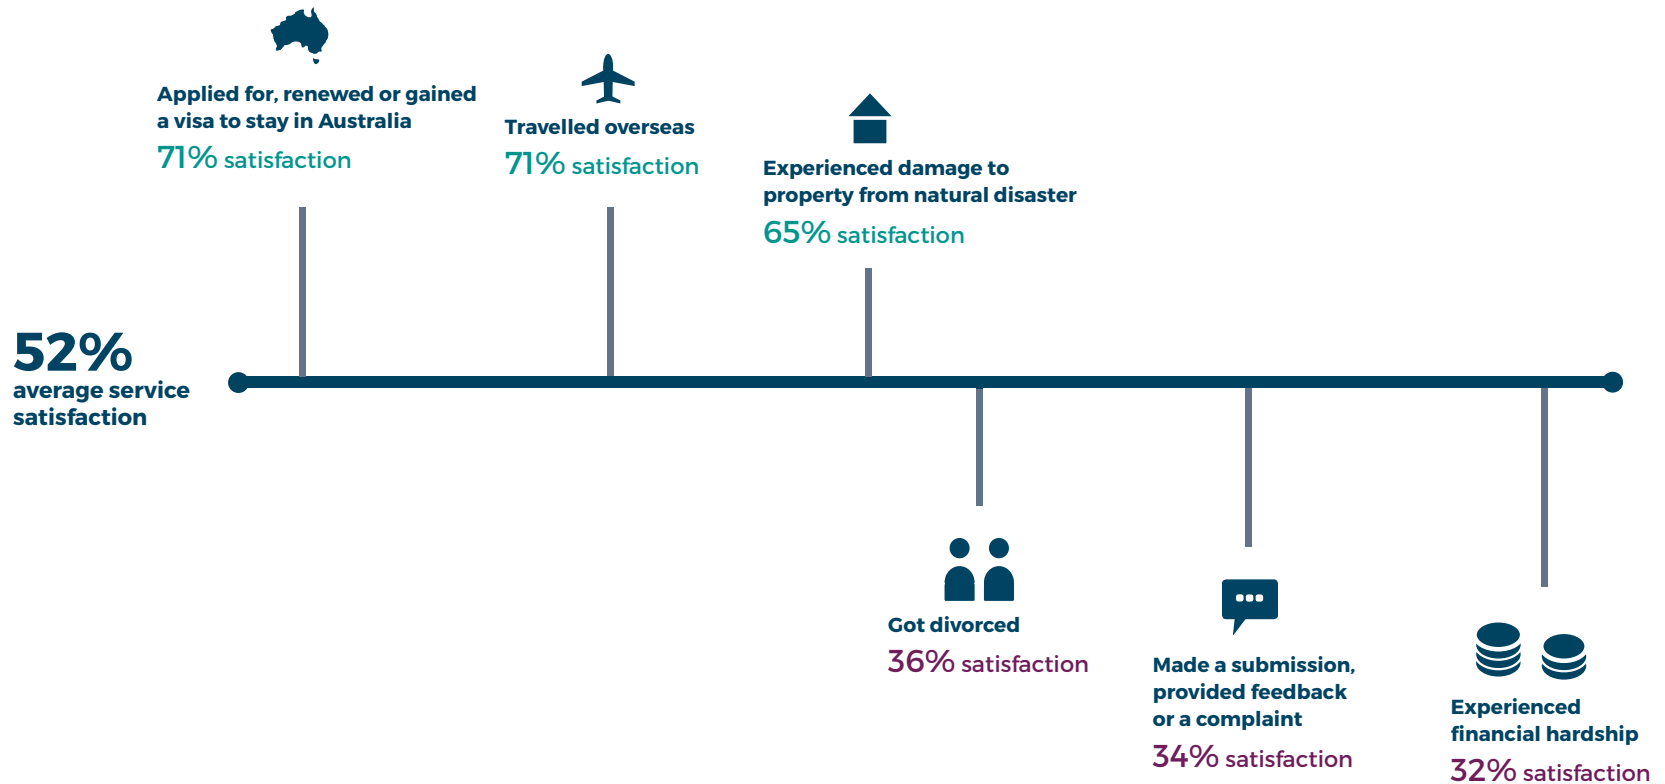 Applied for, renewed or gained
a visa to stay in Australia
71% satisfaction
Travelled overseas
71% satisfaction
Experienced damage to
property from natural disaster
65% satisfaction
52%
average service
satisfaction
Got divorced
36% satisfaction
Made a submission,
provided feedback
or a complaint
34% satisfaction
Experienced
financial hardship
32% satisfaction